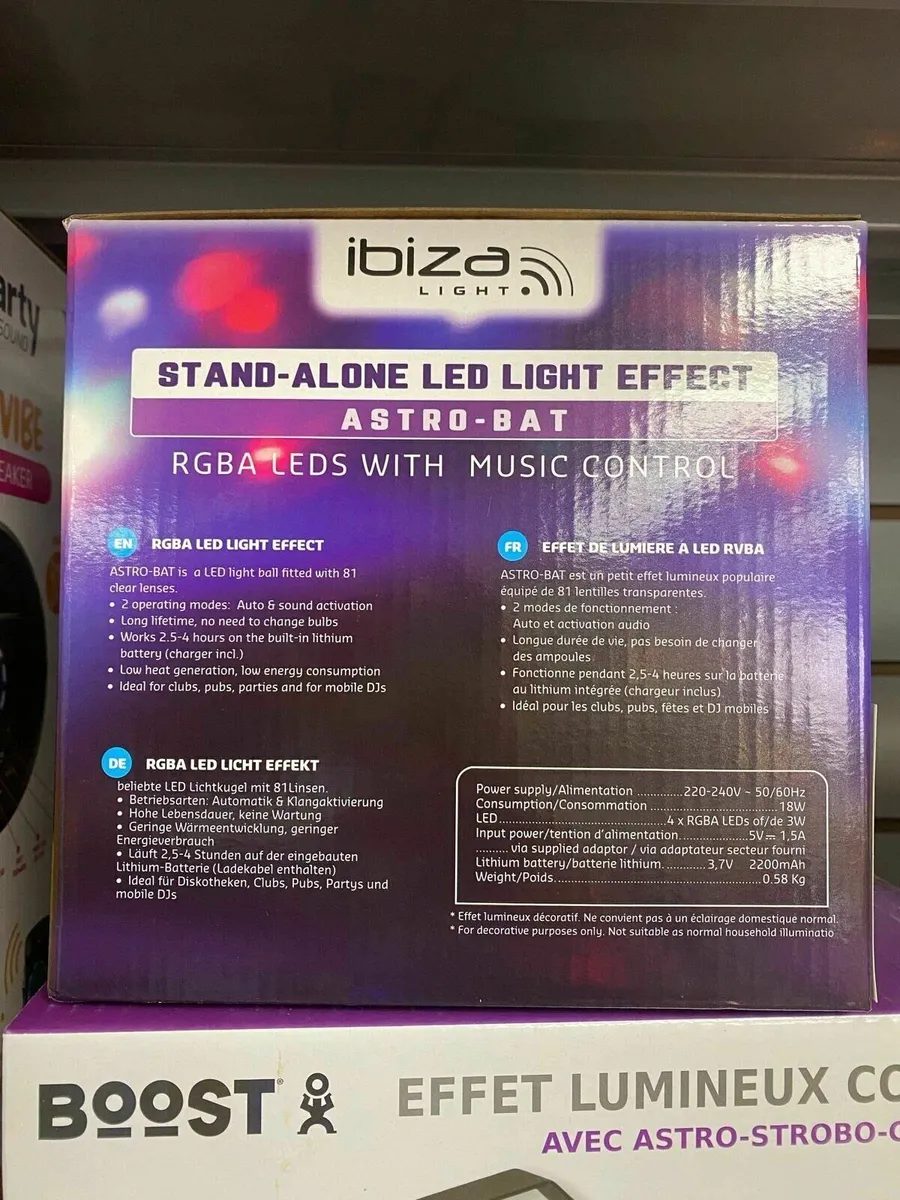 ibiza
LIGHT
STAND-ALONE LED LIGHT EFFECT
ASTRO-BAT
RGBA LEDS WITH MUSIC CONTROL
EN RGBA LED LIGHT EFFECT
ASTRO-BAT is a LED light ball fitted with 81
clear lenses.
• 2 operating modes: Auto & sound activation
• Long lifetime, no need to change bulbs
• Works 2.5-4 hours on the built-in lithium
battery (charger incl.)
• Low heat generation, low energy consumption
• Ideal for clubs, pubs, parties and for mobile DJs
FR EFFET DE LUMIERE A LED RVBA
ASTRO-BAT est un petit effet lumineux populaire
équipé de 81 lentilles transparentes.
• 2 modes de fonctionnement :
Auto et activation audio
• Longue durée de vie, pas besoin de changer
des ampoules
• Fonctionne pendant 2,5-4 heures sur la batterie
au lithium intégrée (chargeur inclus)
• Idéal pour les clubs, pubs, fêtes et DJ mobiles
DE RGBA LED LICHT EFFEKT
beliebte LED Lichtkugel mit 81Linsen.
• Betriebsarten: Automatik & Klangaktivierung
• Hohe Lebensdauer, keine Wartung
• Geringe Wärmeentwicklung, geringer
Energieverbrauch
• Läuft 2,5-4 Stunden auf der eingebauten
Lithium-Batterie (Ladekabel enthalten)
• Ideal für Diskotheken, Clubs, Pubs, Partys und
mobile DJs
Power supply/Alimentation ..............220-240V ~ 50/60Hz
Consumption/Consommation ......................................18W
LED....................................................4 x RGBA LEDs of/de 3W
Input power/tention d'alimentation.....................5V⎓ 1,5A
.......... via supplied adaptor / via adaptateur secteur fourni
Lithium battery/batterie lithium............. 3,7V 2200mAh
Weight/Poids...............................................................0.58 Kg
* Effet lumineux décoratif. Ne convient pas à un éclairage domestique normal.
* For decorative purposes only. Not suitable as normal household illuminatio
arty
SOUND
VIBE
EAKER
BOOST
EFFET LUMINEUX CO
AVEC ASTRO-STROBO-